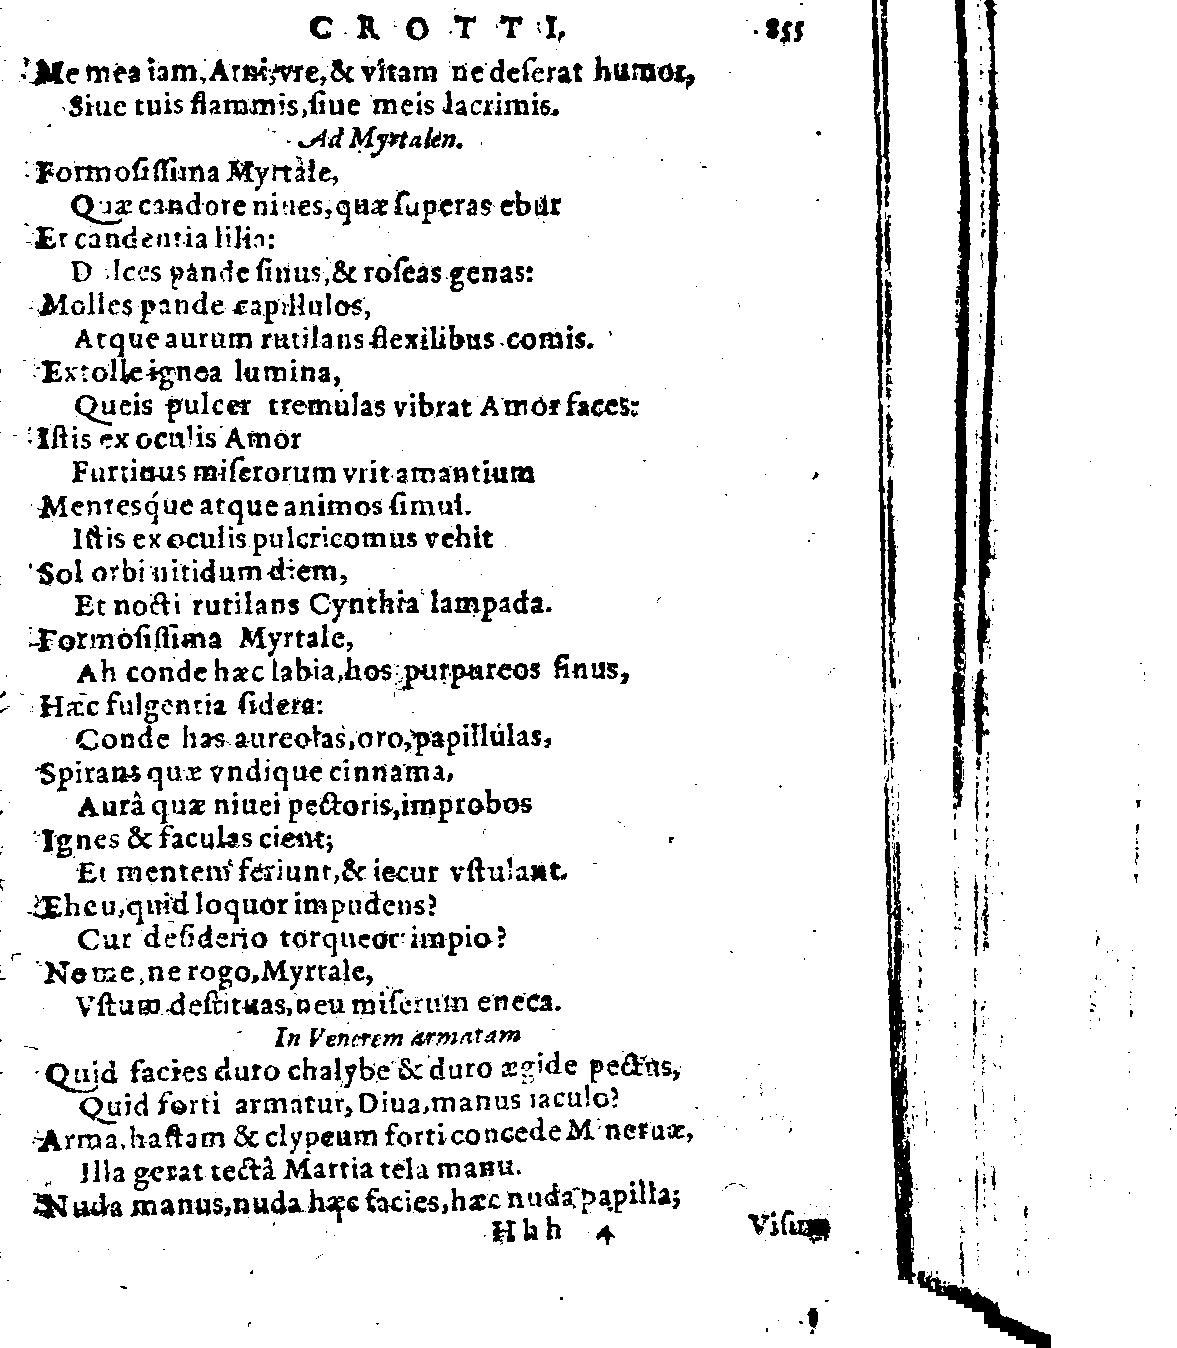 CROTTI, 855
Me mea iam, Arnſyre, & vitam ne deſerat humor,
Siue tuis flammis, ſiue meis lacrimis.
Ad Myrtalen.
Formoſiſſima Myrtale,
Quæ candore niues, quæ ſuperas ebur
Et candentia lilia:
Dulces pande ſinus, & roſeas genas:
Molles pande capillulos,
Atque aurum rutilans flexilibus comis.
Extolle ignea lumina,
Queis pulcer tremulas vibrat Amor faces:
Iſtis ex oculis Amor
Furtiuus miſerorum vrit amantium
Mentesq́ue atque animos ſimul.
Iſtis ex oculis pulcricomus vehit
Sol orbi nitidum diem,
Et nocti rutilans Cynthia lampada.
Formoſiſſima Myrtale,
Ah conde hæc labia, hos purpureos ſinus,
Hæc fulgentia ſidera:
Conde has aureolas, oro, papillulas,
Spirans quæ vndique cinnama,
Aurâ quæ niuei pectoris, improbos
Ignes & faculas cient;
Et mentem feriunt, & iecur vſtulant.
Eheu, quid loquor impudens?
Cur deſiderio torqueor impio?
Ne me, ne rogo, Myrtale,
Vſtum deſtituas, neu miſerum eneca.
In Venerem armatam
Quid facies duro chalybe & duro ægide pectus,
Quid forti armatur, Diua, manus iaculo?
Arma, haſtam & clypeum forti concede Mineruæ,
Illa gerat tectâ Martia tela manu.
Nuda manus, nuda hæc facies, hæc nuda papilla;
Hhh 4 Viſum